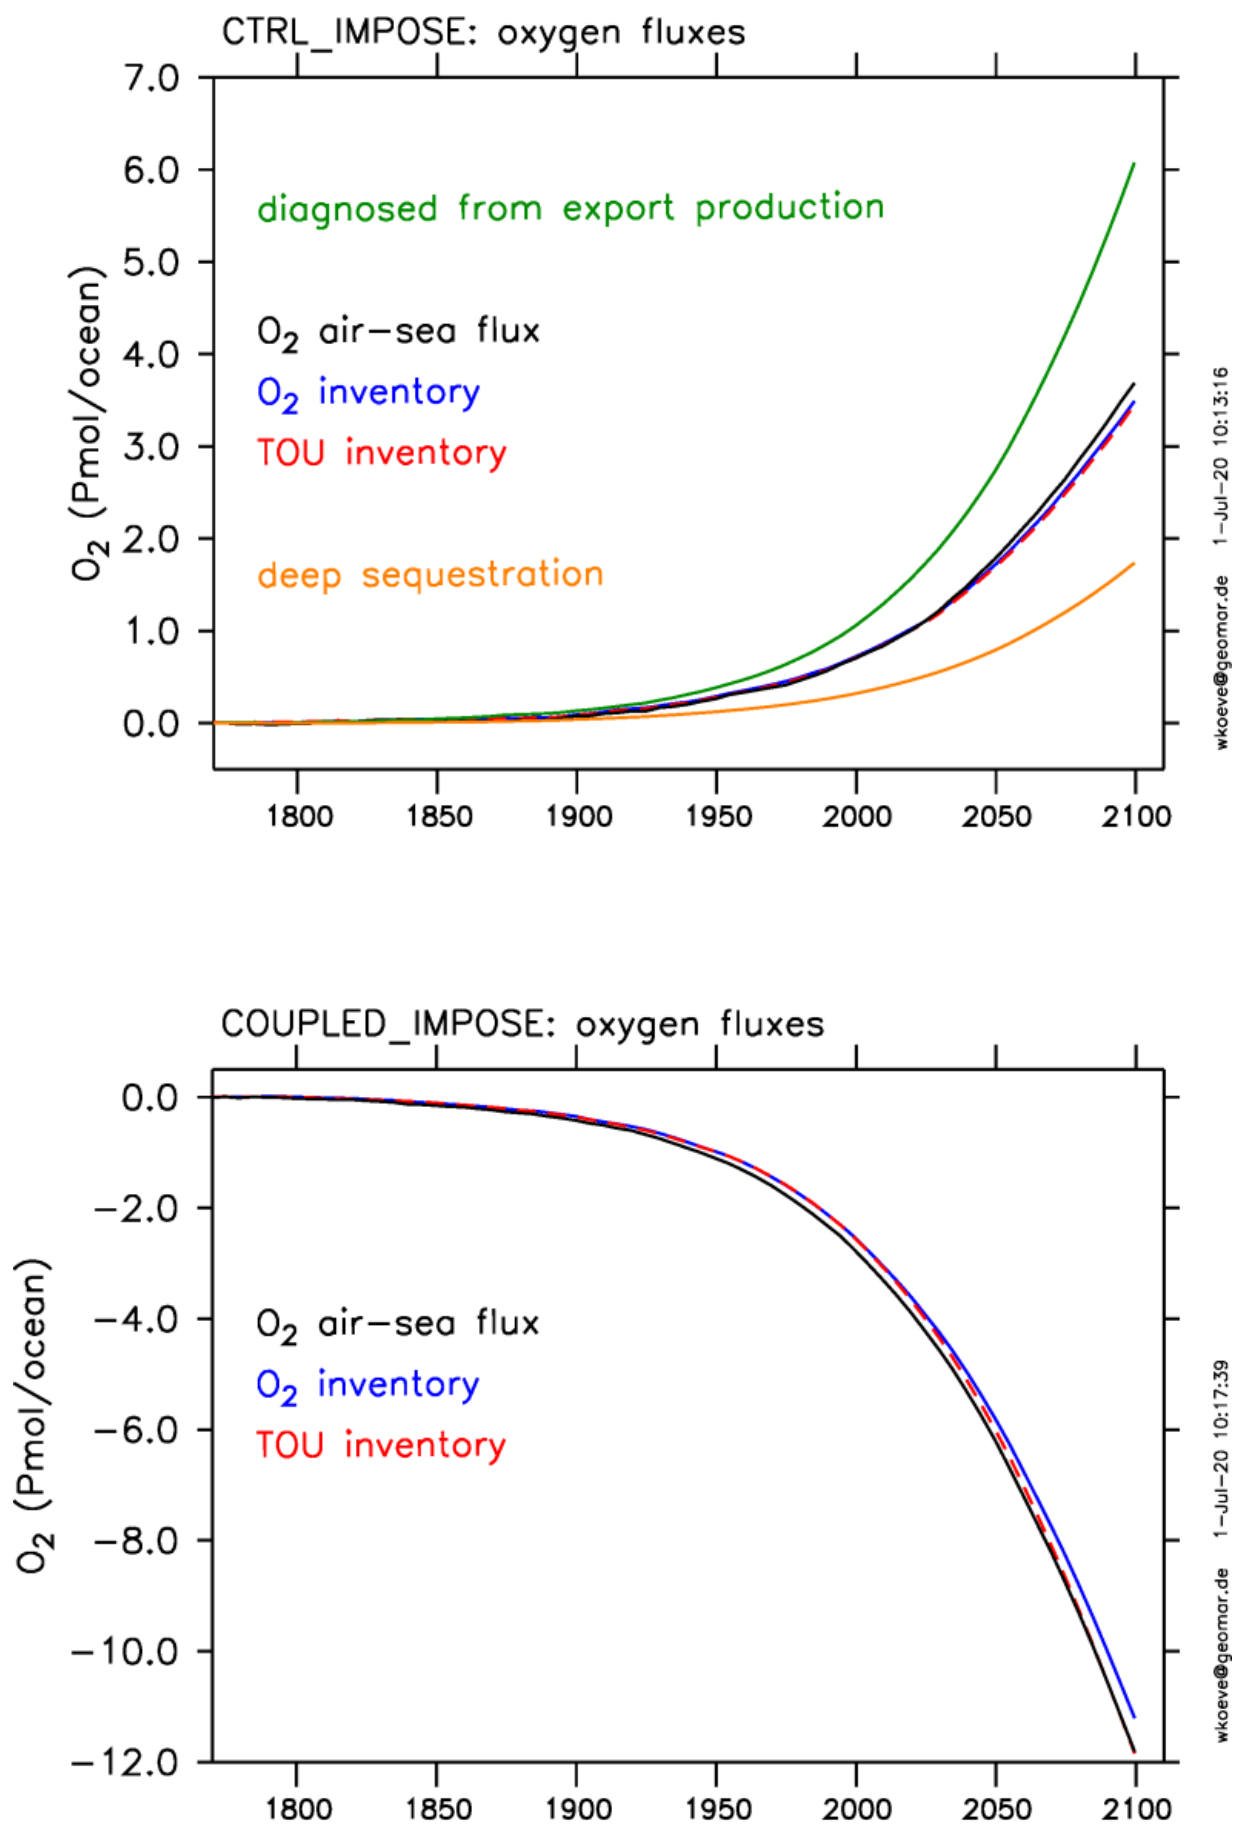 CTRL_IMPOSE: oxygen fluxes
7.0
6.0
5.0
4.0
3.0
2.0
1.0
0.0
O₂ (Pmol/ocean)
diagnosed from export production
O₂ air−sea flux
O₂ inventory
TOU inventory
deep sequestration
1800 1850 1900 1950 2000 2050 2100
wkoeve@geomar.de 1−Jul−20 10:13:16
COUPLED_IMPOSE: oxygen fluxes
0.0
−2.0
−4.0
−6.0
−8.0
−10.0
−12.0
O₂ (Pmol/ocean)
O₂ air−sea flux
O₂ inventory
TOU inventory
1800 1850 1900 1950 2000 2050 2100
wkoeve@geomar.de 1−Jul−20 10:17:39